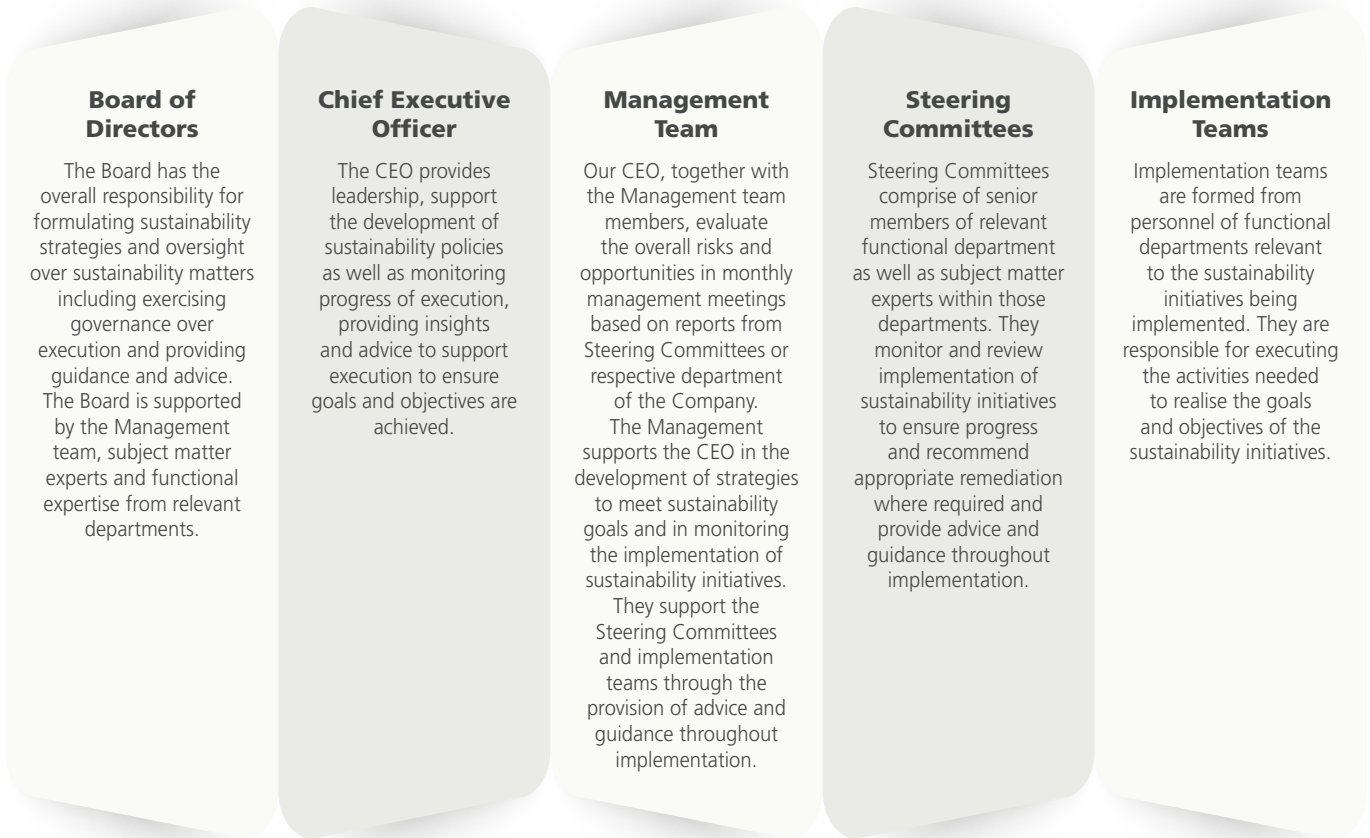 Board of
Directors
The Board has the
overall responsibility for
formulating sustainability
strategies and oversight
over sustainability matters
including exercising
governance over
execution and providing
guidance and advice.
The Board is supported
by the Management
team, subject matter
experts and functional
expertise from relevant
departments.
Chief Executive
Officer
The CEO provides
leadership, support
the development of
sustainability policies
as well as monitoring
progress of execution,
providing insights
and advice to support
execution to ensure
goals and objectives are
achieved.
Management
Team
Our CEO, together with
the Management team
members, evaluate
the overall risks and
opportunities in monthly
management meetings
based on reports from
Steering Committees or
respective department
of the Company.
The Management
supports the CEO in the
development of strategies
to meet sustainability
goals and in monitoring
the implementation of
sustainability initiatives.
They support the
Steering Committees
and implementation
teams through the
provision of advice and
guidance throughout
implementation.
Steering
Committees
Steering Committees
comprise of senior
members of relevant
functional department
as well as subject matter
experts within those
departments. They
monitor and review
implementation of
sustainability initiatives
to ensure progress
and recommend
appropriate remediation
where required and
provide advice and
guidance throughout
implementation.
Implementation
Teams
Implementation teams
are formed from
personnel of functional
departments relevant
to the sustainability
initiatives being
implemented. They are
responsible for executing
the activities needed
to realise the goals
and objectives of the
sustainability initiatives.